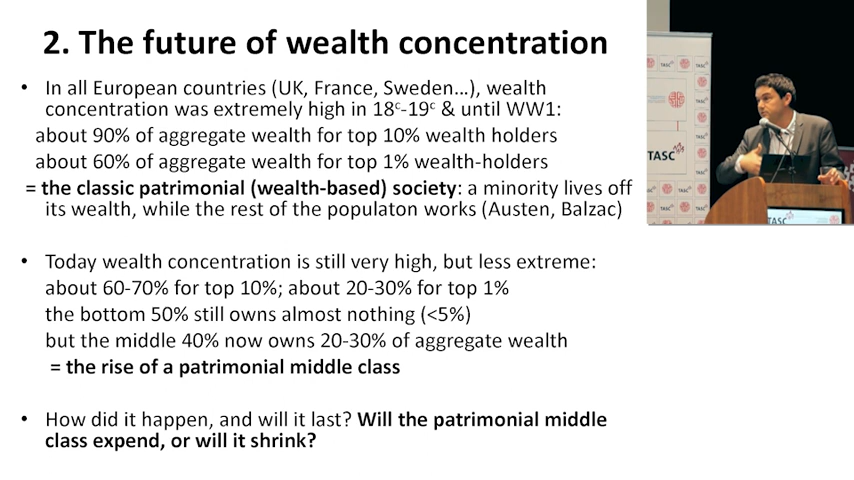 2. The future of wealth concentration
• In all European countries (UK, France, Sweden…), wealth
concentration was extremely high in 18ᶜ-19ᶜ & until WW1:
about 90% of aggregate wealth for top 10% wealth holders
about 60% of aggregate wealth for top 1% wealth-holders
= the classic patrimonial (wealth-based) society: a minority lives off
its wealth, while the rest of the populaton works (Austen, Balzac)
• Today wealth concentration is still very high, but less extreme:
about 60-70% for top 10%; about 20-30% for top 1%
the bottom 50% still owns almost nothing (<5%)
but the middle 40% now owns 20-30% of aggregate wealth
= the rise of a patrimonial middle class
• How did it happen, and will it last? Will the patrimonial middle
class expend, or will it shrink?
TASC
TASC